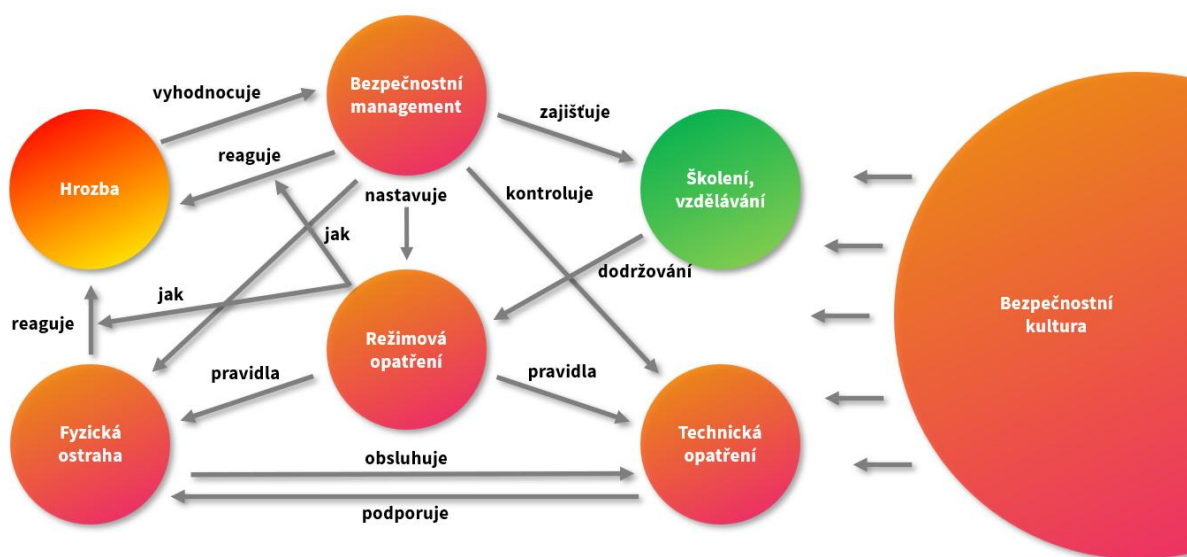 Bezpečnostní
management
vyhodnocuje
zajišťuje
reaguje
Hrozba
nastavuje
kontroluje
Školení,
vzdělávání
jak
dodržování
jak
reaguje
Režimová
opatření
Bezpečnostní
kultura
pravidla
pravidla
Fyzická
ostraha
Technická
opatření
obsluhuje
podporuje